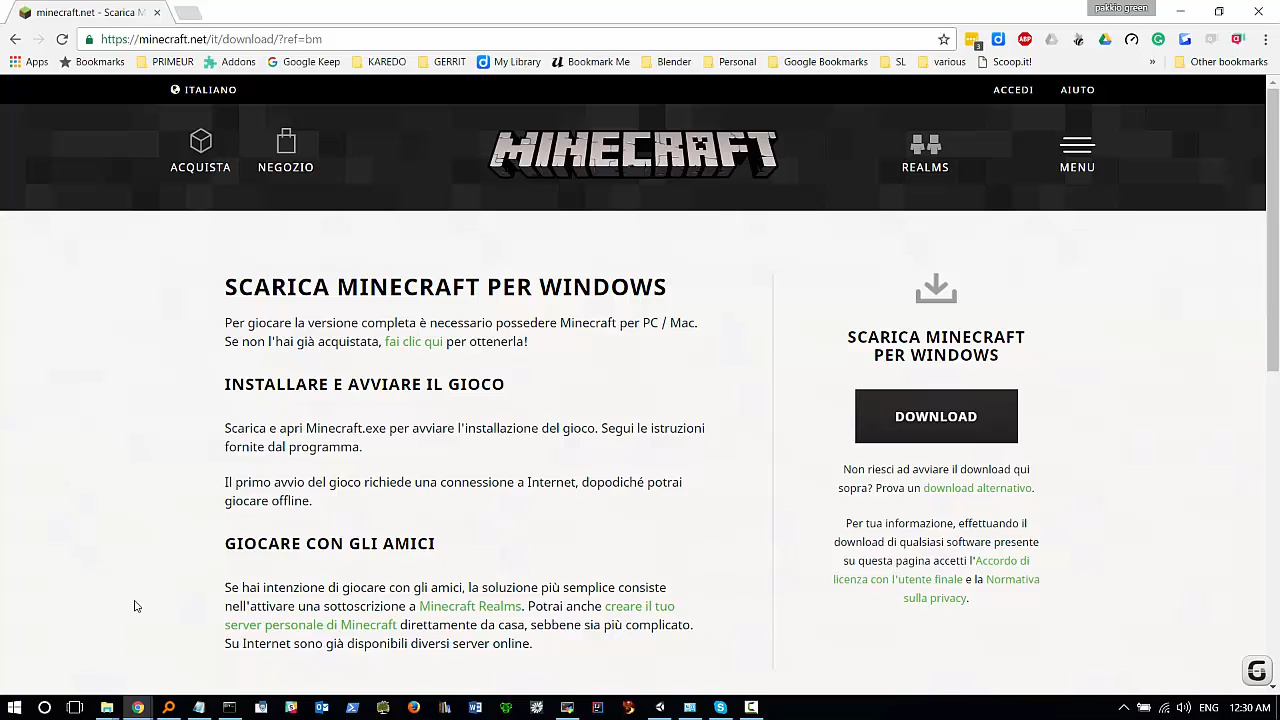 minecraft.net - Scarica M
pakkio green
https://minecraft.net/it/download/?ref=bm
3
ABP
Apps
Bookmarks
PRIMEUR
Addons
Google Keep
KAREDO
GERRIT
My Library
Bookmark Me
Blender
Personal
Google Bookmarks
SL
various
Scoop.it!
»
Other bookmarks
ITALIANO
ACCEDI
AIUTO
ACQUISTA
NEGOZIO
MINECRAFT
REALMS
MENU
SCARICA MINECRAFT PER WINDOWS
Per giocare la versione completa è necessario possedere Minecraft per PC / Mac.
Se non l'hai già acquistata, fai clic qui per ottenerla!
INSTALLARE E AVVIARE IL GIOCO
Scarica e apri Minecraft.exe per avviare l'installazione del gioco. Segui le istruzioni
fornite dal programma.
Il primo avvio del gioco richiede una connessione a Internet, dopodiché potrai
giocare offline.
GIOCARE CON GLI AMICI
Se hai intenzione di giocare con gli amici, la soluzione più semplice consiste
nell'attivare una sottoscrizione a Minecraft Realms. Potrai anche creare il tuo
server personale di Minecraft direttamente da casa, sebbene sia più complicato.
Su Internet sono già disponibili diversi server online.
SCARICA MINECRAFT
PER WINDOWS
DOWNLOAD
Non riesci ad avviare il download qui
sopra? Prova un download alternativo.
Per tua informazione, effettuando il
download di qualsiasi software presente
su questa pagina accetti l'Accordo di
licenza con l'utente finale e la Normativa
sulla privacy.
ENG
12:30 AM